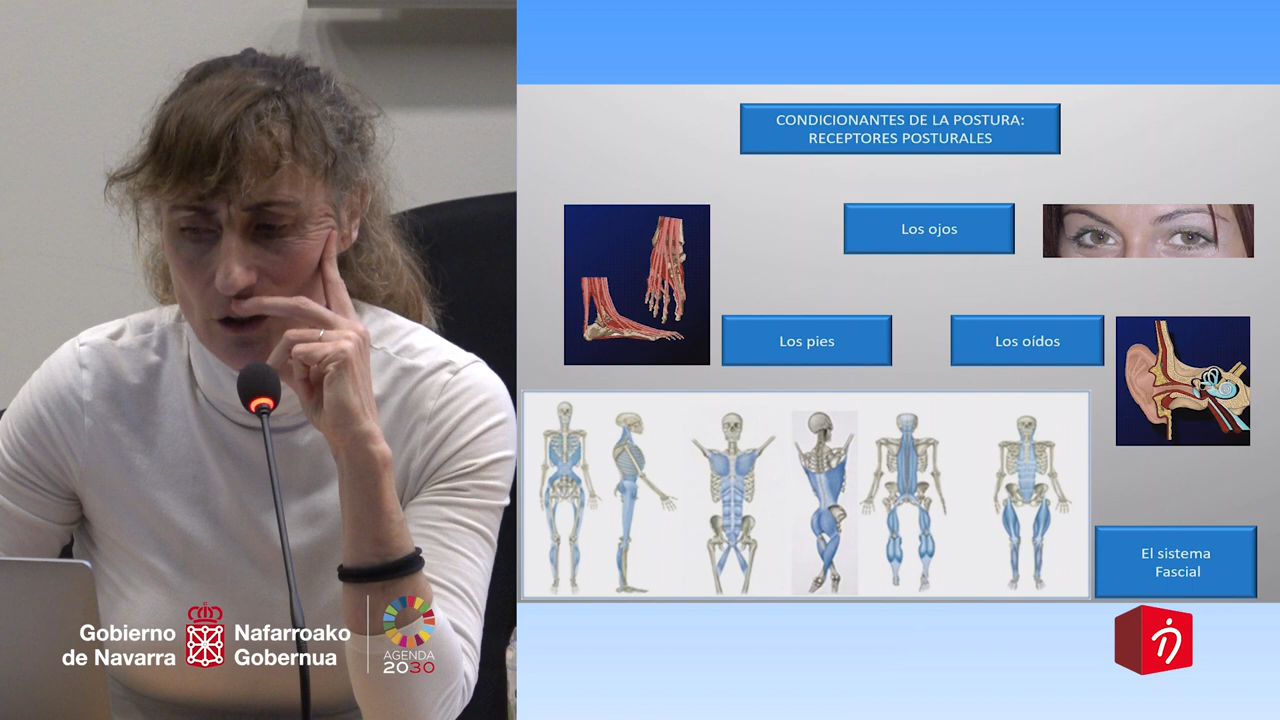 CONDICIONANTES DE LA POSTURA:
RECEPTORES POSTURALES
Los ojos
Los pies
Los oídos
El sistema
Fascial
Gobierno
de Navarra
Nafarroako
Gobernua
AGENDA
2030